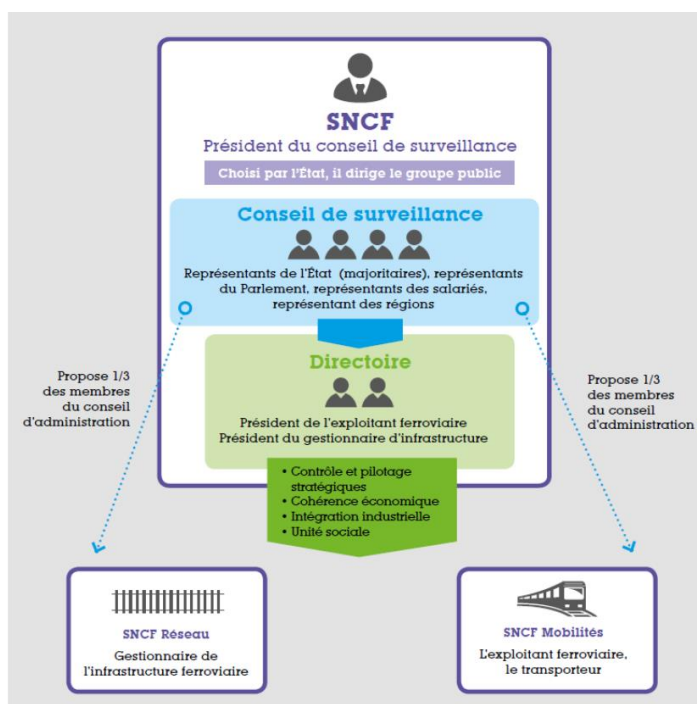 SNCF
Président du conseil de surveillance
Choisi par l'État, il dirige le groupe public
Conseil de surveillance
Représentants de l'État (majoritaires), représentants
du Parlement, représentants des salariés,
représentant des régions
Propose 1/3
des membres
du conseil
d'administration
Propose 1/3
des membres
du conseil
d'administration
Directoire
Président de l'exploitant ferroviaire
Président du gestionnaire d'infrastructure
• Contrôle et pilotage
stratégiques
• Cohérence économique
• Intégration industrielle
• Unité sociale
SNCF Réseau
Gestionnaire de
l'infrastructure ferroviaire
SNCF Mobilités
L'exploitant ferroviaire,
le transporteur